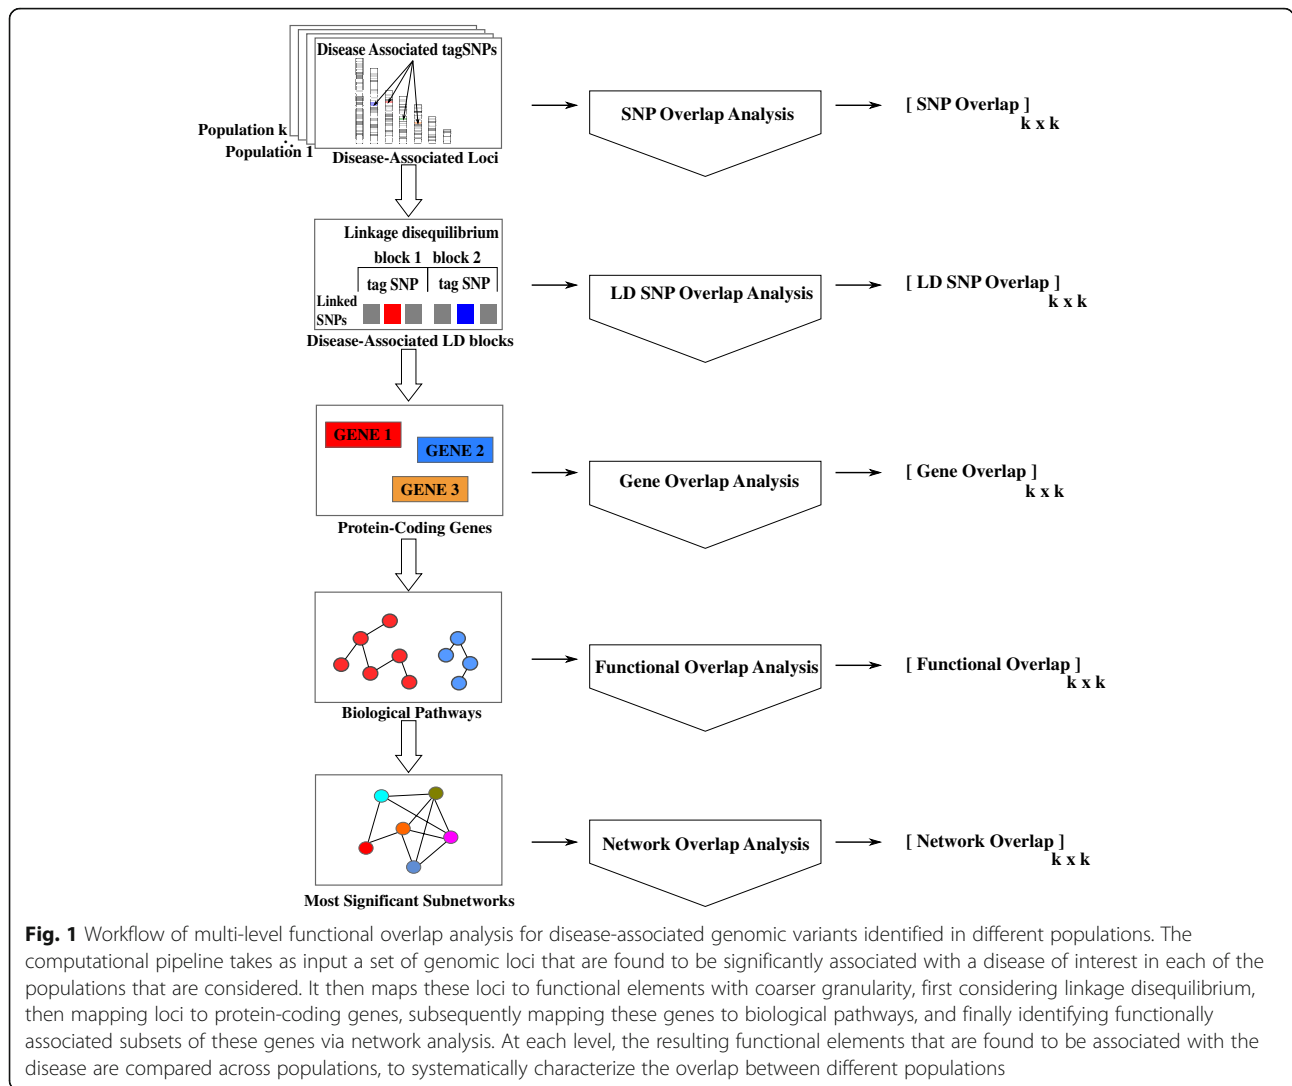 Disease Associated tagSNPs
Population k
..
Population 1
Disease-Associated Loci
SNP Overlap Analysis
[ SNP Overlap ]
k x k
Linkage disequilibrium
block 1 block 2
tag SNP tag SNP
Linked
SNPs
Disease-Associated LD blocks
LD SNP Overlap Analysis
[ LD SNP Overlap ]
k x k
GENE 1
GENE 2
GENE 3
Protein-Coding Genes
Gene Overlap Analysis
[ Gene Overlap ]
k x k
Biological Pathways
Functional Overlap Analysis
[ Functional Overlap ]
k x k
Most Significant Subnetworks
Network Overlap Analysis
[ Network Overlap ]
k x k
Fig. 1 Workflow of multi-level functional overlap analysis for disease-associated genomic variants identified in different populations. The
computational pipeline takes as input a set of genomic loci that are found to be significantly associated with a disease of interest in each of the
populations that are considered. It then maps these loci to functional elements with coarser granularity, first considering linkage disequilibrium,
then mapping loci to protein-coding genes, subsequently mapping these genes to biological pathways, and finally identifying functionally
associated subsets of these genes via network analysis. At each level, the resulting functional elements that are found to be associated with the
disease are compared across populations, to systematically characterize the overlap between different populations